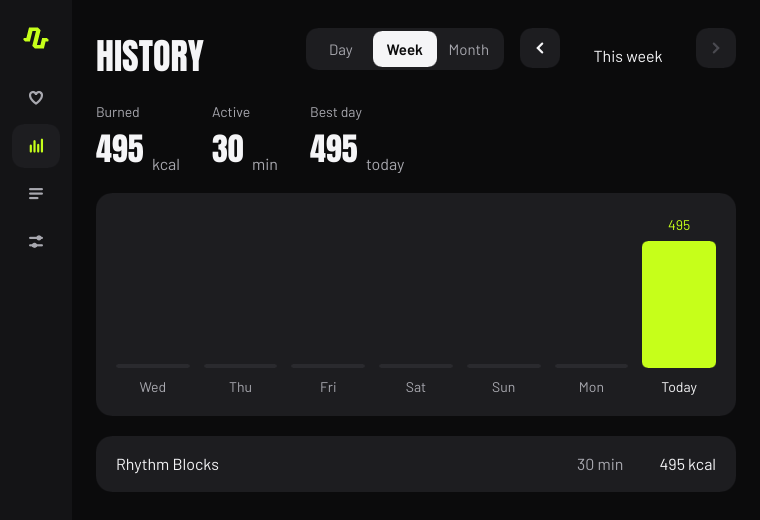 HISTORY
Day Week Month
This week
Burned Active Best day
495 kcal 30 min 495 today
495
Wed Thu Fri Sat Sun Mon Today
Rhythm Blocks 30 min 495 kcal